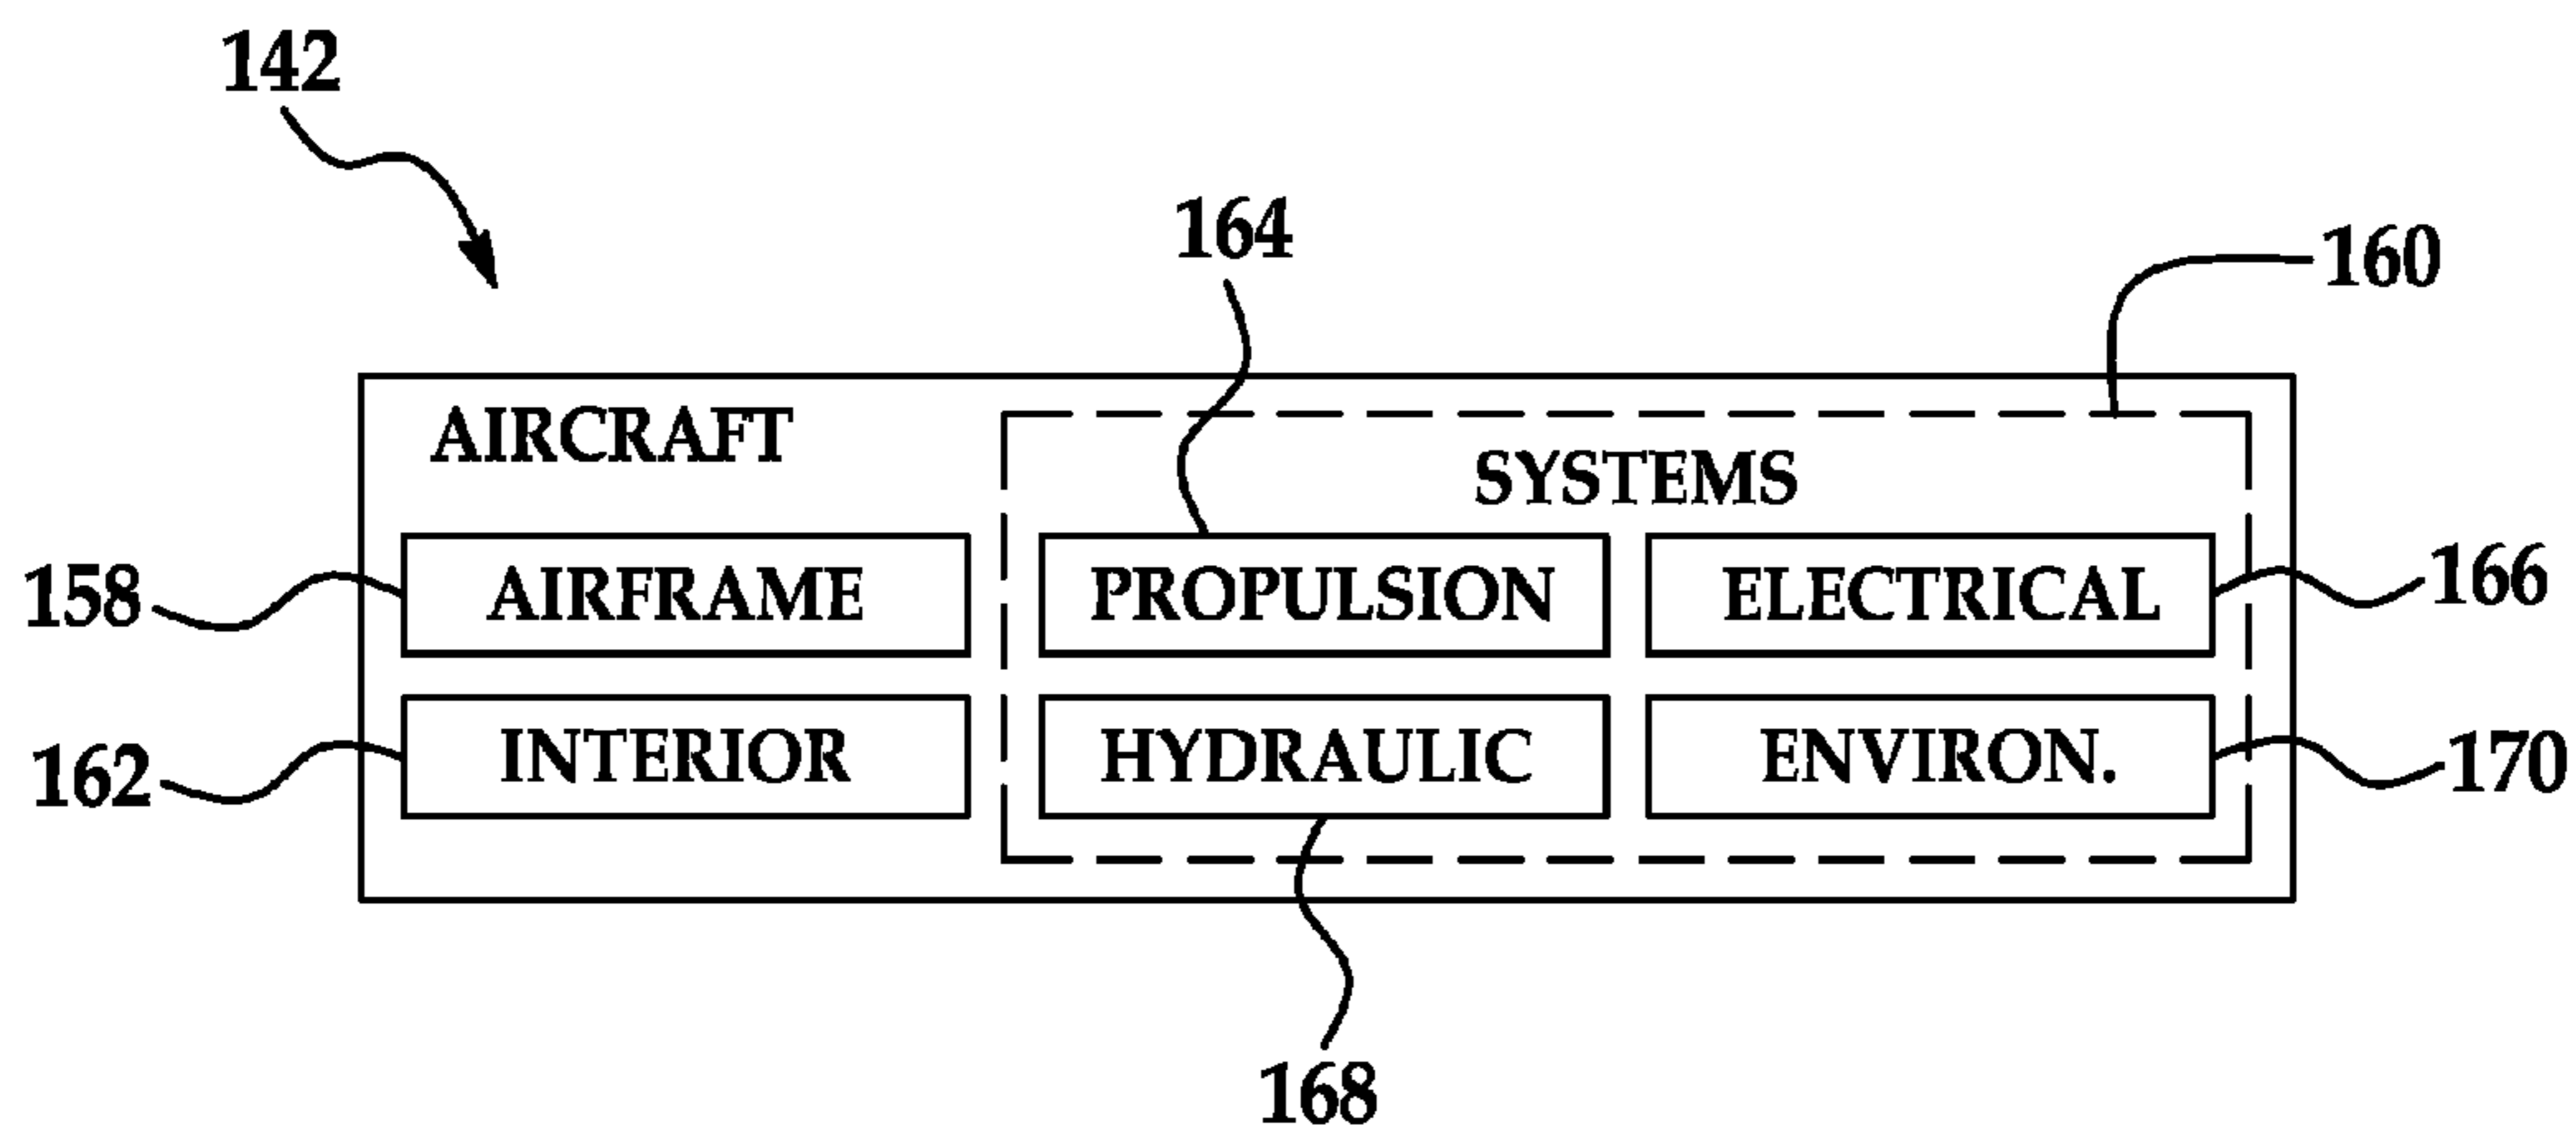 142
164
160
AIRCRAFT
SYSTEMS
158
AIRFRAME
PROPULSION
ELECTRICAL
166
162
INTERIOR
HYDRAULIC
ENVIRON.
170
168